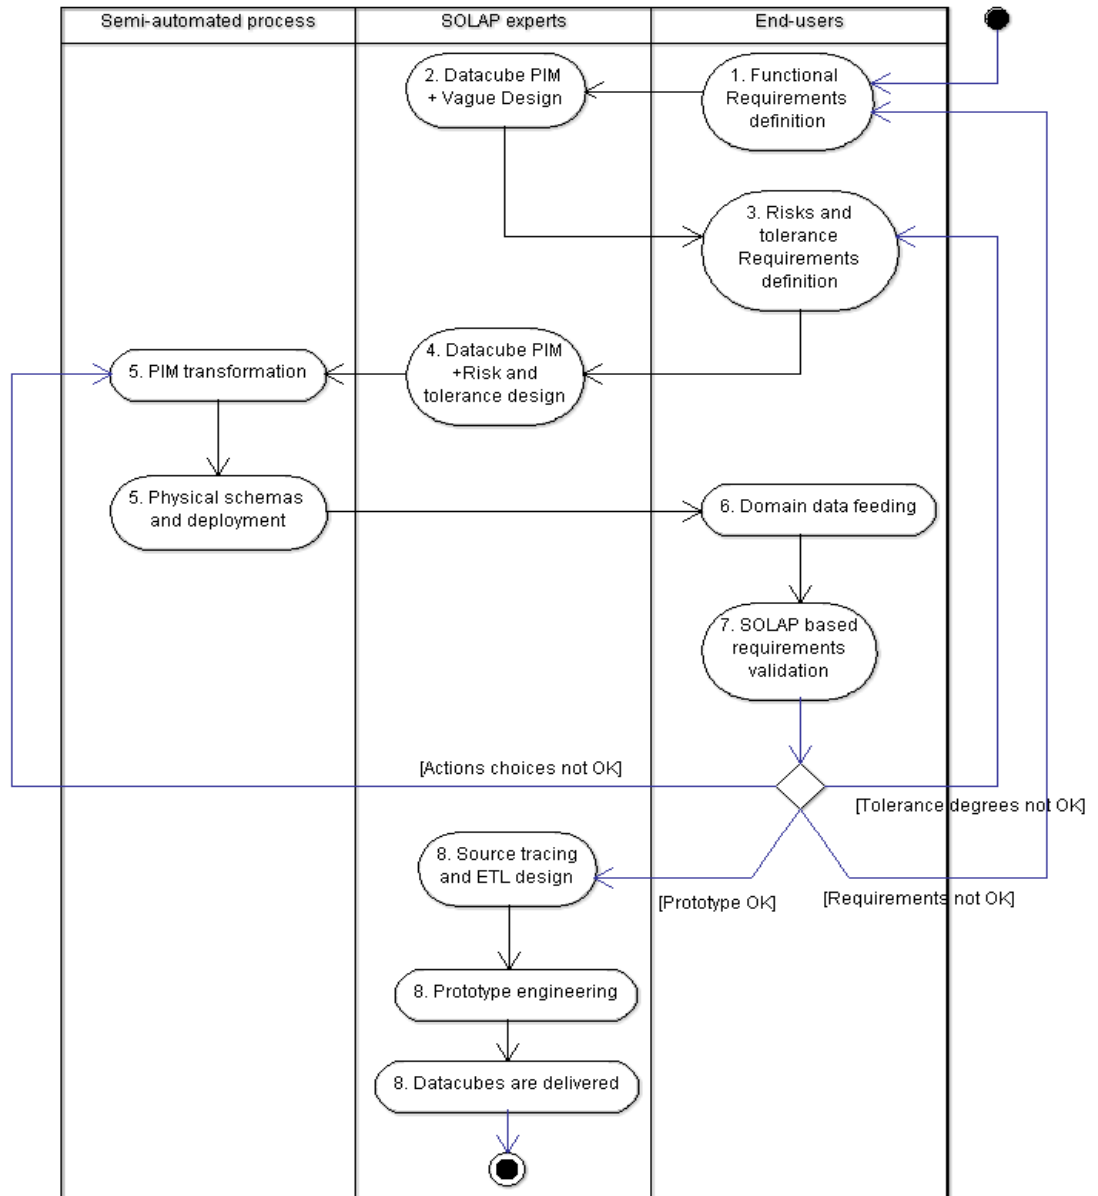 Semi-automated process
SOLAP experts
End-users
2. Datacube PIM
+ Vague Design
1. Functional
Requirements
definition
3. Risks and
tolerance
Requirements
definition
5. PIM transformation
4. Datacube PIM
+Risk and
tolerance design
5. Physical schemas
and deployment
6. Domain data feeding
7. SOLAP based
requirements
validation
[Actions choices not OK]
[Tolerance degrees not OK]
8. Source tracing
and ETL design
[Prototype OK]
[Requirements not OK]
8. Prototype engineering
8. Datacubes are delivered